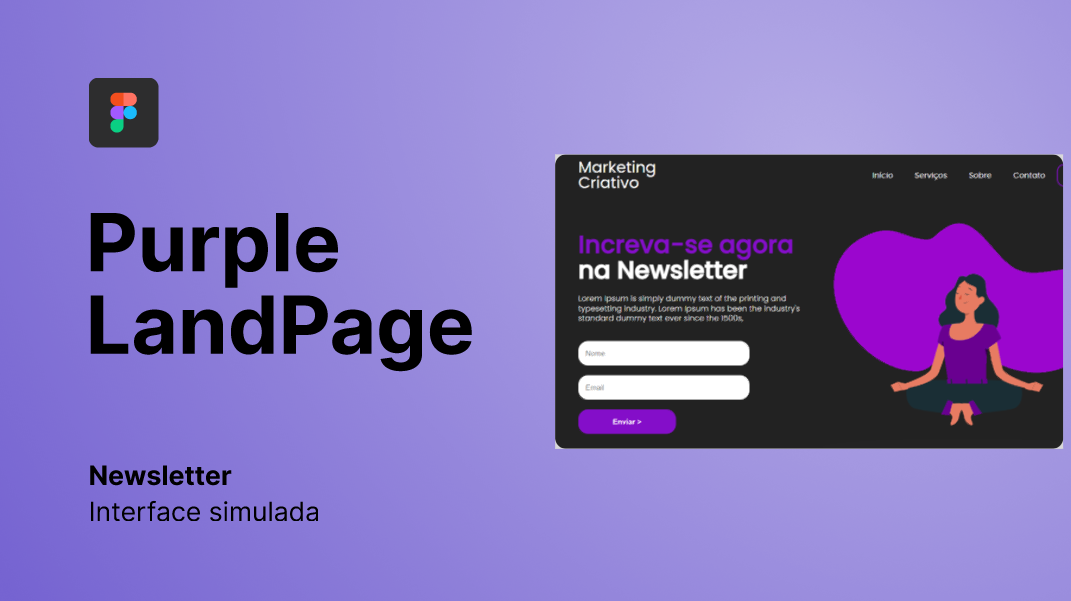 Purple
LandPage
Newsletter
Interface simulada
Marketing
Criativo
Início
Serviços
Sobre
Contato
Increva-se agora
na Newsletter
Lorem Ipsum is simply dummy text of the printing and
typesetting industry. Lorem Ipsum has been the industry's
standard dummy text ever since the 1500s,
Nome
Email
Enviar >